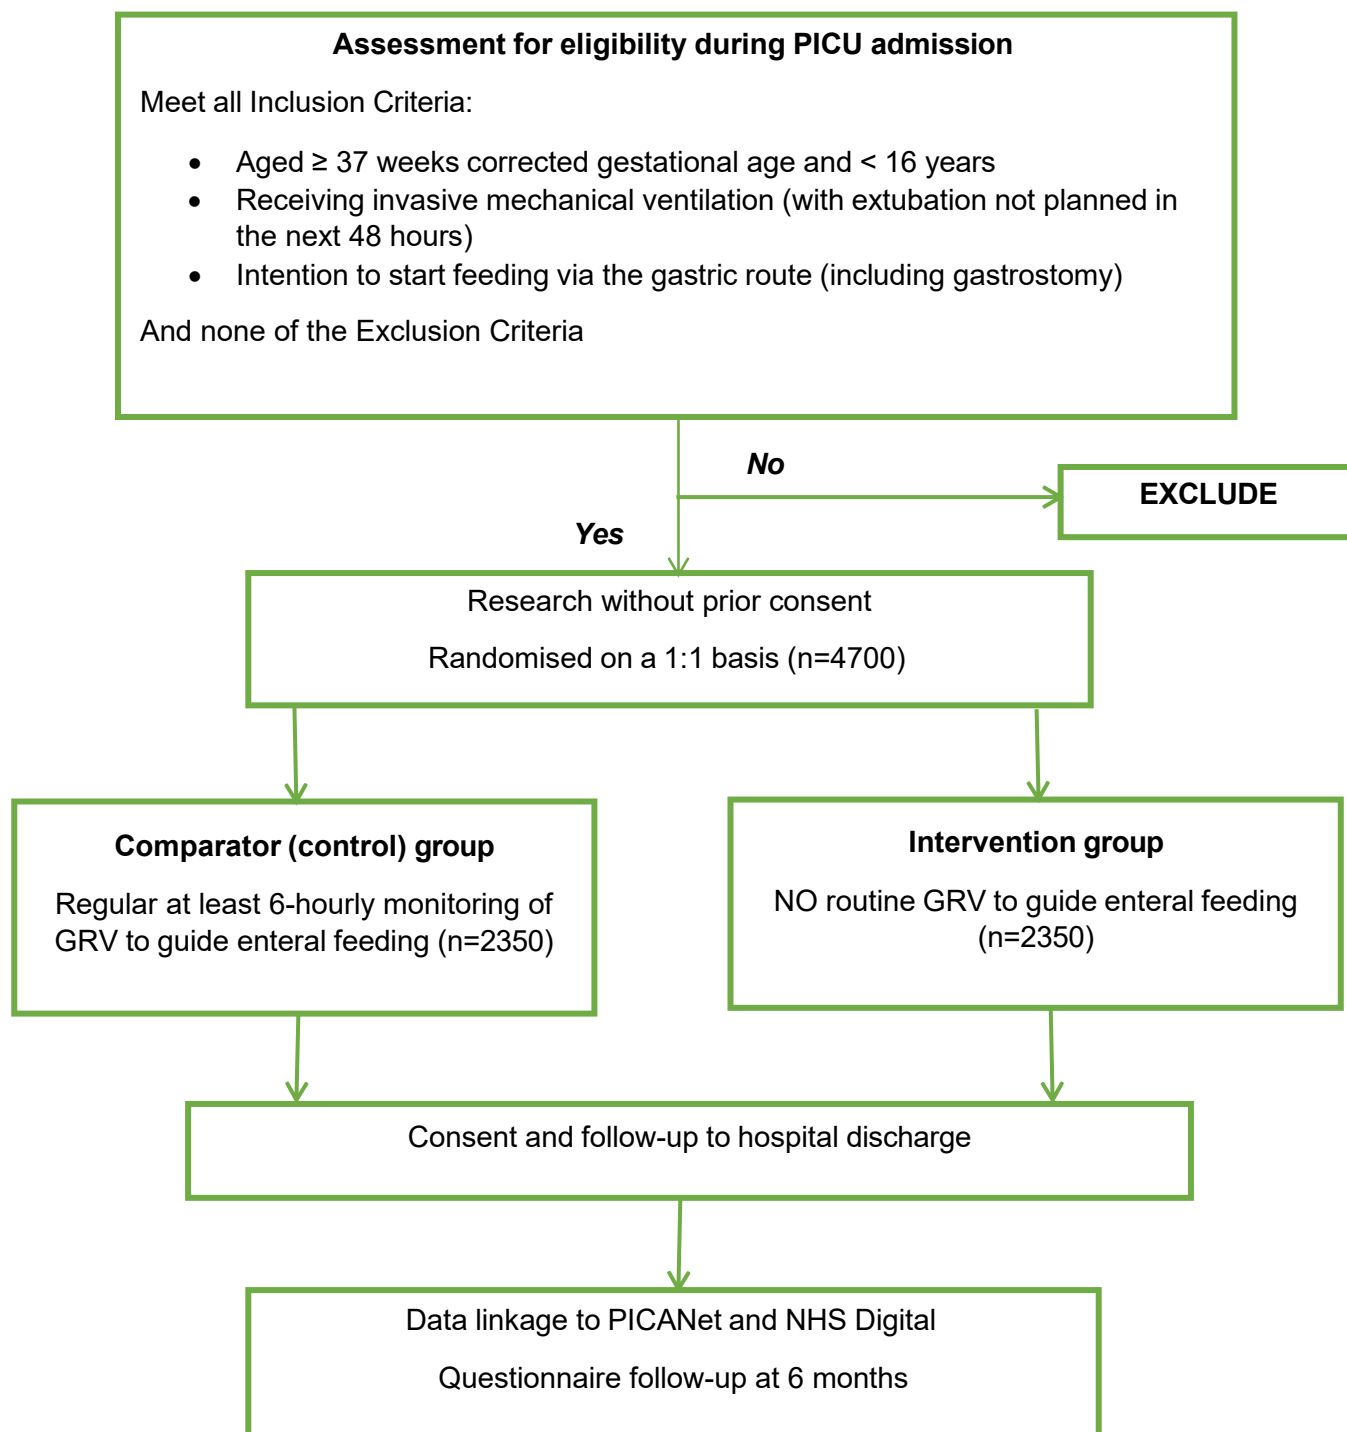 Assessment for eligibility during PICU admission
Meet all Inclusion Criteria:
• Aged ≥ 37 weeks corrected gestational age and < 16 years
• Receiving invasive mechanical ventilation (with extubation not planned in
the next 48 hours)
• Intention to start feeding via the gastric route (including gastrostomy)
And none of the Exclusion Criteria
No
EXCLUDE
Yes
Research without prior consent
Randomised on a 1:1 basis (n=4700)
Comparator (control) group
Regular at least 6-hourly monitoring of
GRV to guide enteral feeding (n=2350)
Intervention group
NO routine GRV to guide enteral feeding
(n=2350)
Consent and follow-up to hospital discharge
Data linkage to PICANet and NHS Digital
Questionnaire follow-up at 6 months